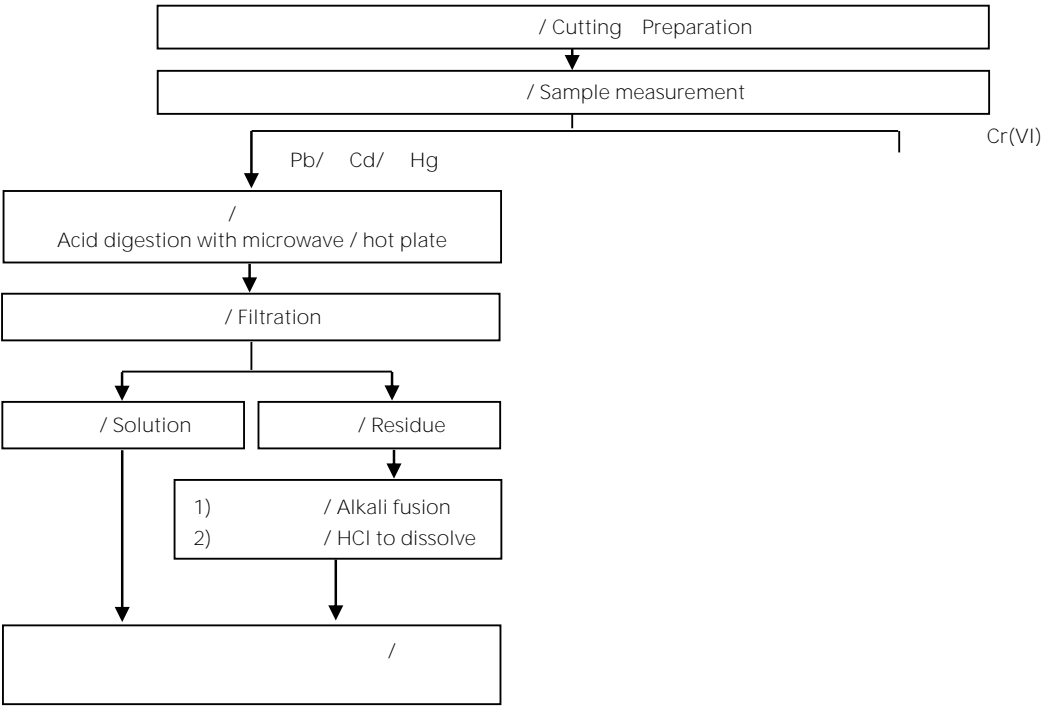 / Cutting Preparation
/ Sample measurement
Cr(VI)
Pb/ Cd/ Hg
/
Acid digestion with microwave / hot plate
/ Filtration
/ Solution
/ Residue
1) / Alkali fusion
2) / HCl to dissolve
/